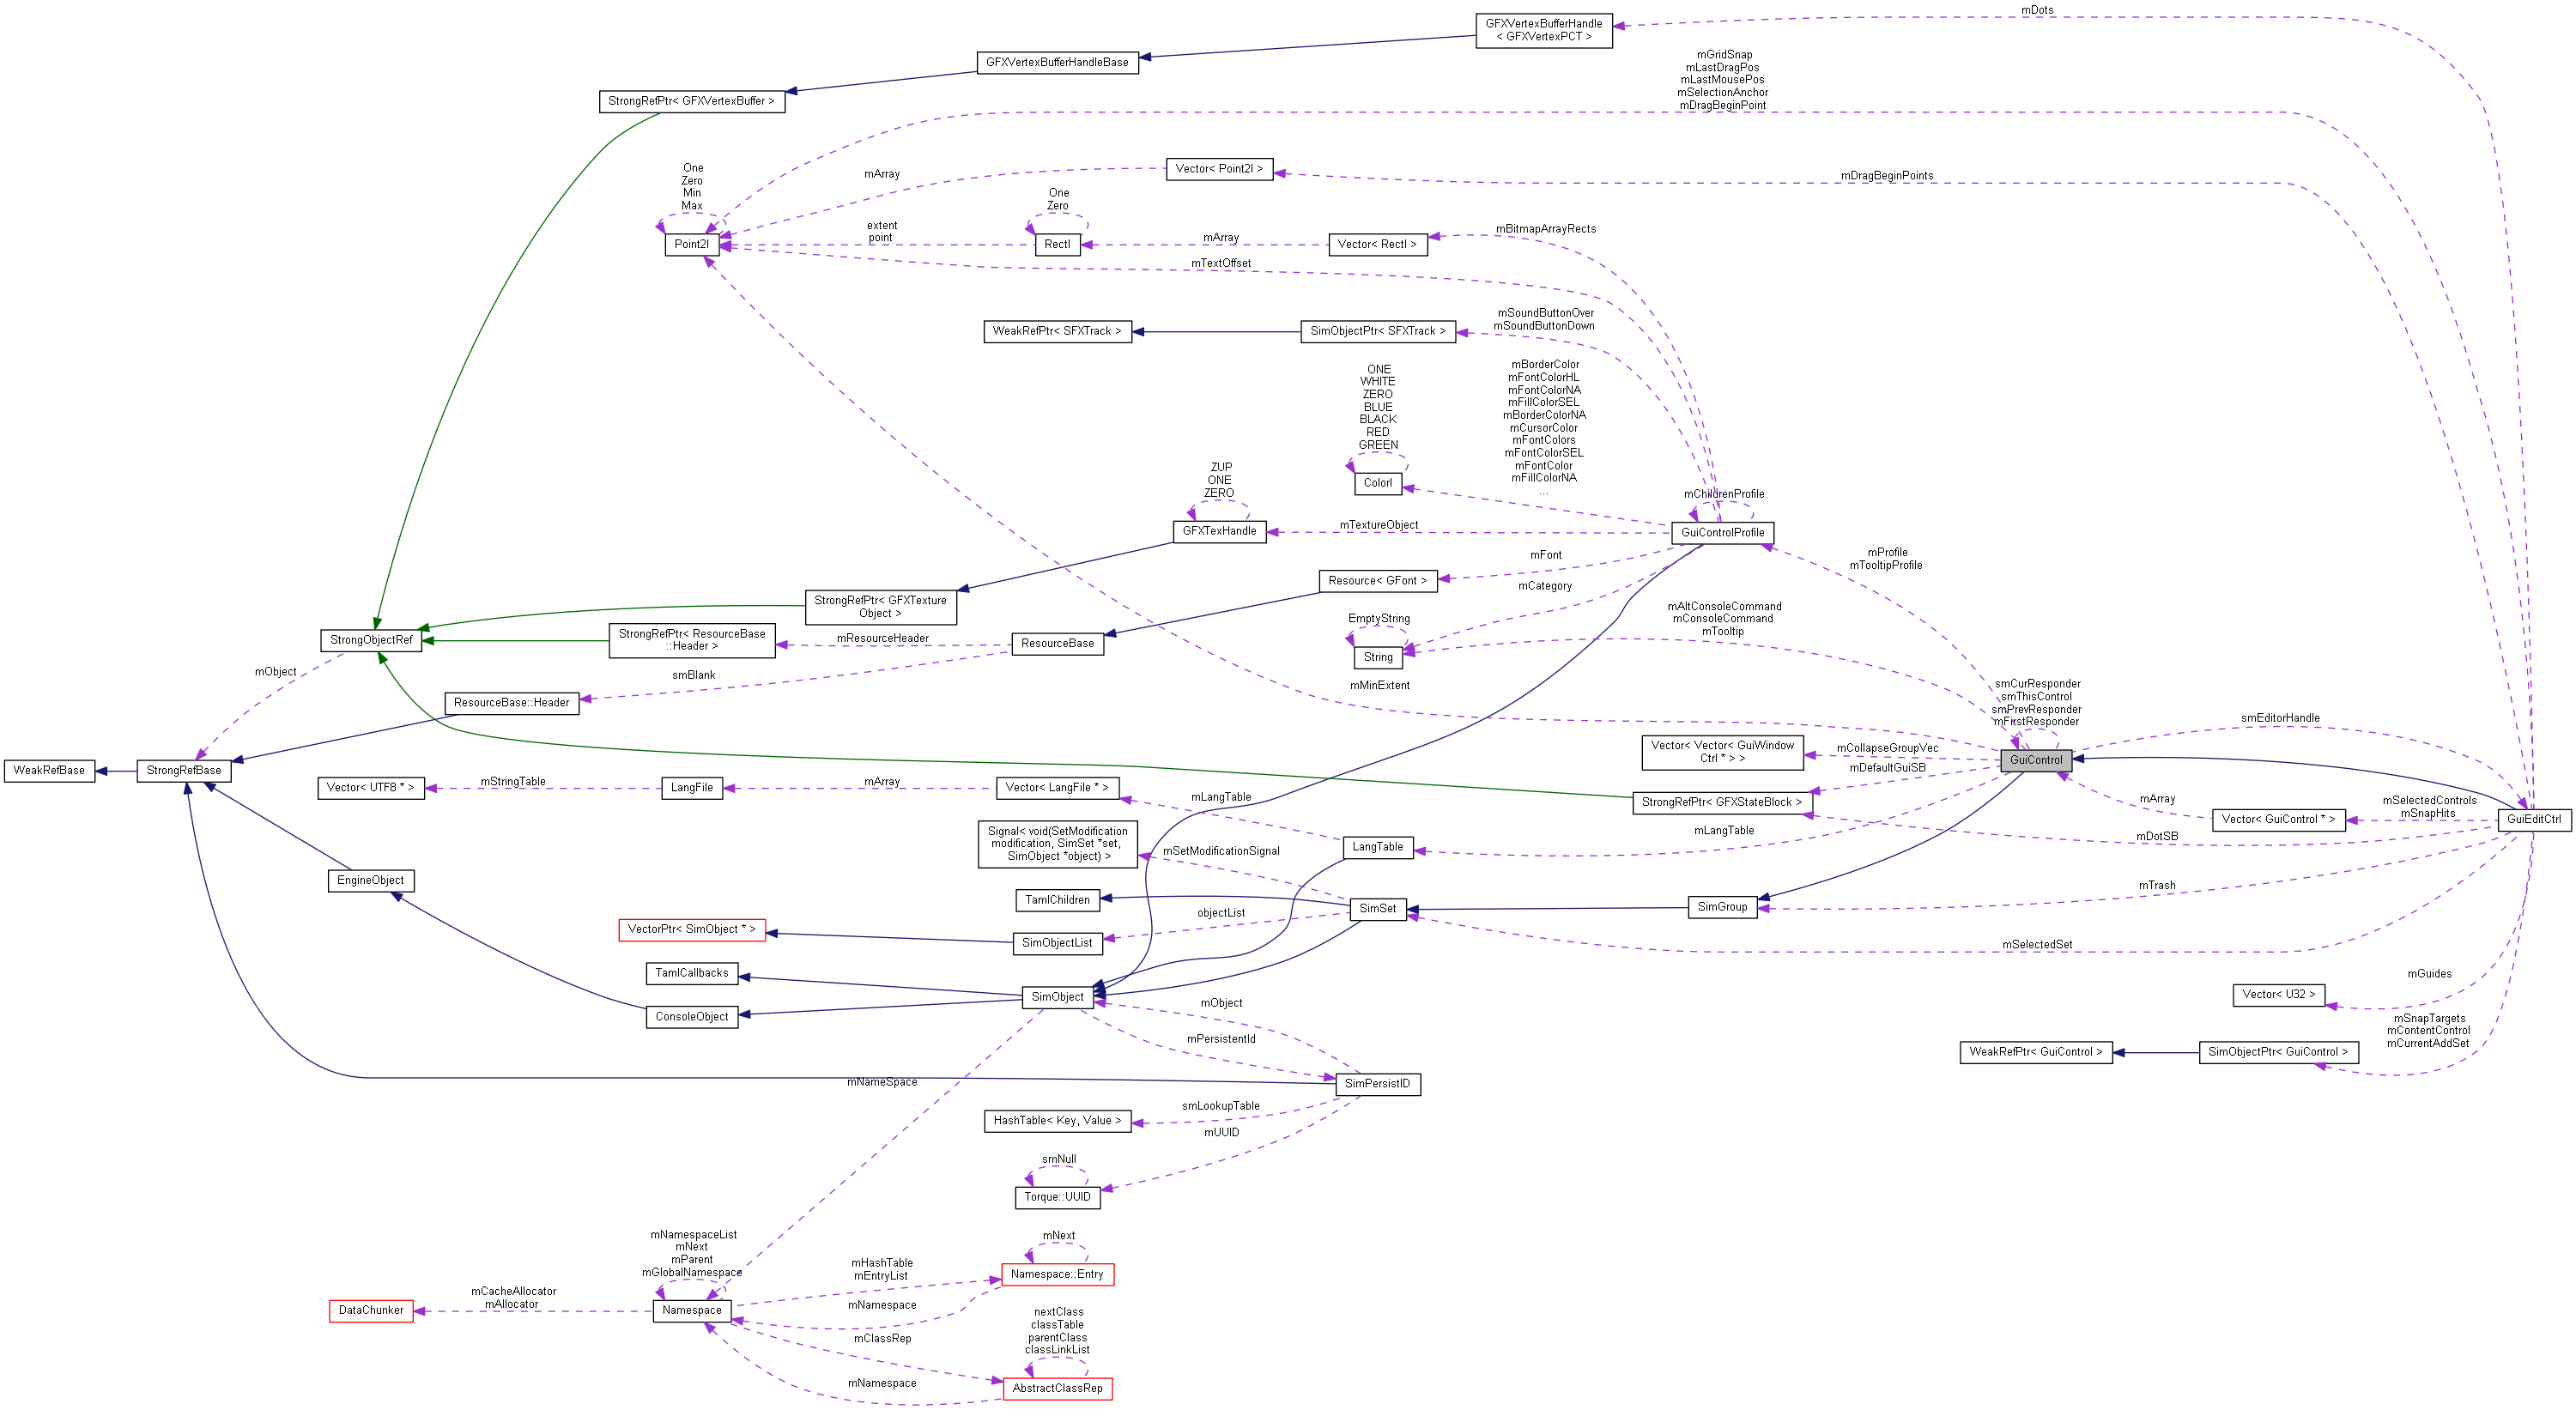 mDots
GFXVertexBufferHandle
< GFXVertexPCT >
GFXVertexBufferHandleBase
mGridSnap
mLastDragPos
mLastMousePos
mSelectionAnchor
mDragBeginPoint
StrongRefPtr< GFXVertexBuffer >
One
Zero
Min
Max
mArray
Vector< Point2I >
mDragBeginPoints
One
Zero
extent
point
Point2I
RectI
mArray
Vector< RectI >
mBitmapArrayRects
mTextOffset
WeakRefPtr< SFXTrack >
SimObjectPtr< SFXTrack >
mSoundButtonOver
mSoundButtonDown
ONE
WHITE
ZERO
BLUE
BLACK
RED
GREEN
ColorI
mBorderColor
mFontColorHL
mFontColorNA
mFillColorSEL
mBorderColorNA
mCursorColor
mFontColors
mFontColorSEL
mFontColor
mFillColorNA
...
ZUP
ONE
ZERO
GFXTexHandle
mTextureObject
mChildrenProfile
GuiControlProfile
mFont
mProfile
mTooltipProfile
Resource< GFont >
mCategory
StrongRefPtr< GFXTexture
Object >
mAltConsoleCommand
mConsoleCommand
mTooltip
EmptyString
String
StrongObjectRef
StrongRefPtr< ResourceBase
::Header >
mResourceHeader
ResourceBase
mObject
smBlank
mMinExtent
ResourceBase::Header
smCurResponder
smThisControl
smPrevResponder
mFirstResponder
smEditorHandle
GuiControl
Vector< Vector< GuiWindow
Ctrl * > >
mCollapseGroupVec
mDefaultGuiSB
WeakRefBase
StrongRefBase
Vector< UTF8 * >
mStringTable
LangFile
mArray
Vector< LangFile * >
mLangTable
StrongRefPtr< GFXStateBlock >
mArray
Vector< GuiControl * >
mSelectedControls
mSnapHits
GuiEditCtrl
mDotSB
mLangTable
LangTable
Signal< void(SetModification
modification, SimSet *set,
SimObject *object) >
mSetModificationSignal
EngineObject
TamlChildren
mTrash
SimSet
SimGroup
objectList
VectorPtr< SimObject * >
SimObjectList
mSelectedSet
TamlCallbacks
mGuides
SimObject
Vector< U32 >
ConsoleObject
mObject
mPersistentId
mSnapTargets
mContentControl
mCurrentAddSet
WeakRefPtr< GuiControl >
SimObjectPtr< GuiControl >
mNameSpace
SimPersistID
smLookupTable
HashTable< Key, Value >
mUUID
smNull
Torque::UUID
mNamespaceList
mNext
mParent
mGlobalNamespace
mNext
mHashTable
mEntryList
Namespace::Entry
mCacheAllocator
mAllocator
DataChunker
Namespace
mNamespace
nextClass
classTable
parentClass
classLinkList
mClassRep
AbstractClassRep
mNamespace